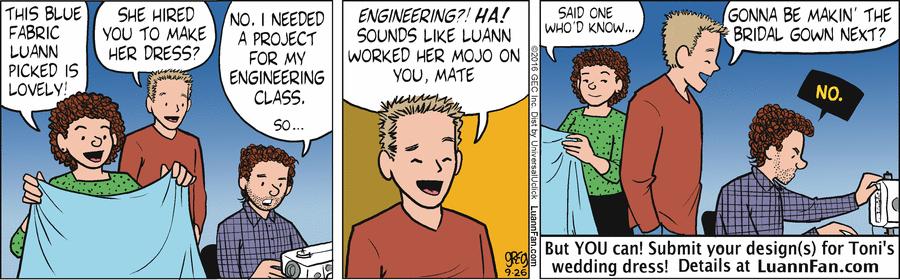 THIS BLUE
FABRIC
LUANN
PICKED IS
LOVELY!
SHE HIRED
YOU TO MAKE
HER DRESS?
NO. I NEEDED
A PROJECT
FOR MY
ENGINEERING
CLASS.
SO...
ENGINEERING?! HA!
SOUNDS LIKE LUANN
WORKED HER MOJO ON
YOU, MATE
GREG
9-26
©2016 GEC Inc. Dist by UniversalUclick LuannFan.com
SAID ONE
WHO'D KNOW...
GONNA BE MAKIN' THE
BRIDAL GOWN NEXT?
NO.
But YOU can! Submit your design(s) for Toni's
wedding dress! Details at LuannFan.com